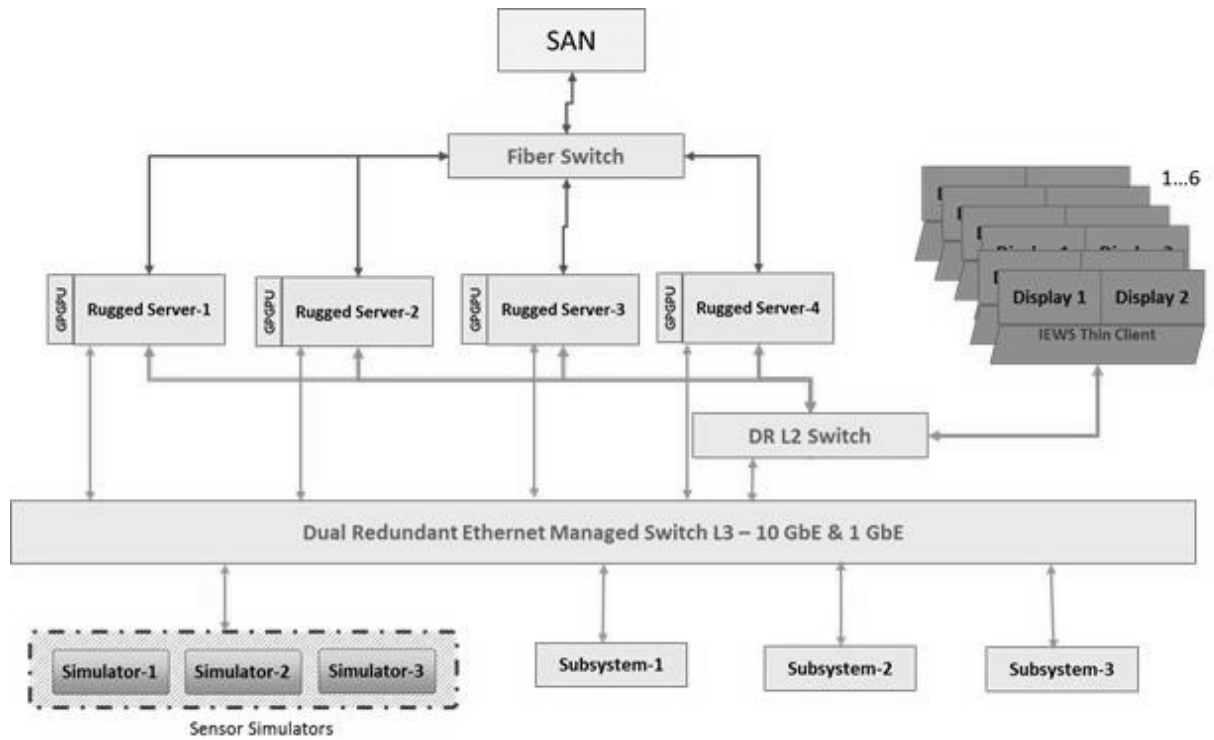 SAN
Fiber Switch
1...6
Display 1 Display 2
IEWS Thin Client
GPGPU Rugged Server-1
GPGPU Rugged Server-2
GPGPU Rugged Server-3
GPGPU Rugged Server-4
DR L2 Switch
Dual Redundant Ethernet Managed Switch L3 – 10 GbE & 1 GbE
Simulator-1 Simulator-2 Simulator-3
Subsystem-1
Subsystem-2
Subsystem-3
Sensor Simulators